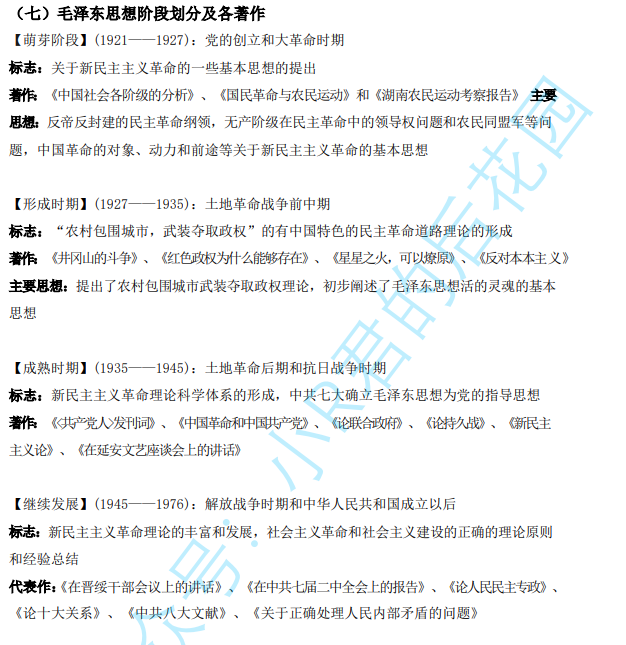 （七）毛泽东思想阶段划分及各著作
【萌芽阶段】(1921——1927)：党的创立和大革命时期
标志：关于新民主主义革命的一些基本思想的提出
著作：《中国社会各阶级的分析》、《国民革命与农民运动》和《湖南农民运动考察报告》 主要
思想：反帝反封建的民主革命纲领，无产阶级在民主革命中的领导权问题和农民同盟军等问
题，中国革命的对象、动力和前途等关于新民主主义革命的基本思想
【形成时期】(1927——1935)：土地革命战争前中期
标志：“农村包围城市，武装夺取政权”的有中国特色的民主革命道路理论的形成
著作：《井冈山的斗争》、《红色政权为什么能够存在》、《星星之火，可以燎原》、《反对本本主义》
主要思想：提出了农村包围城市武装夺取政权理论，初步阐述了毛泽东思想活的灵魂的基本
思想
【成熟时期】(1935——1945)：土地革命后期和抗日战争时期
标志：新民主主义革命理论科学体系的形成，中共七大确立毛泽东思想为党的指导思想
著作：《〈共产党人〉发刊词》、《中国革命和中国共产党》、《论联合政府》、《论持久战》、《新民主
主义论》、《在延安文艺座谈会上的讲话》
【继续发展】(1945——1976)：解放战争时期和中华人民共和国成立以后
标志：新民主主义革命理论的丰富和发展，社会主义革命和社会主义建设的正确的理论原则
和经验总结
代表作：《在晋绥干部会议上的讲话》、《在中共七届二中全会上的报告》、《论人民民主专政》、
《论十大关系》、《中共八大文献》、《关于正确处理人民内部矛盾的问题》
众号：小R君的后花园